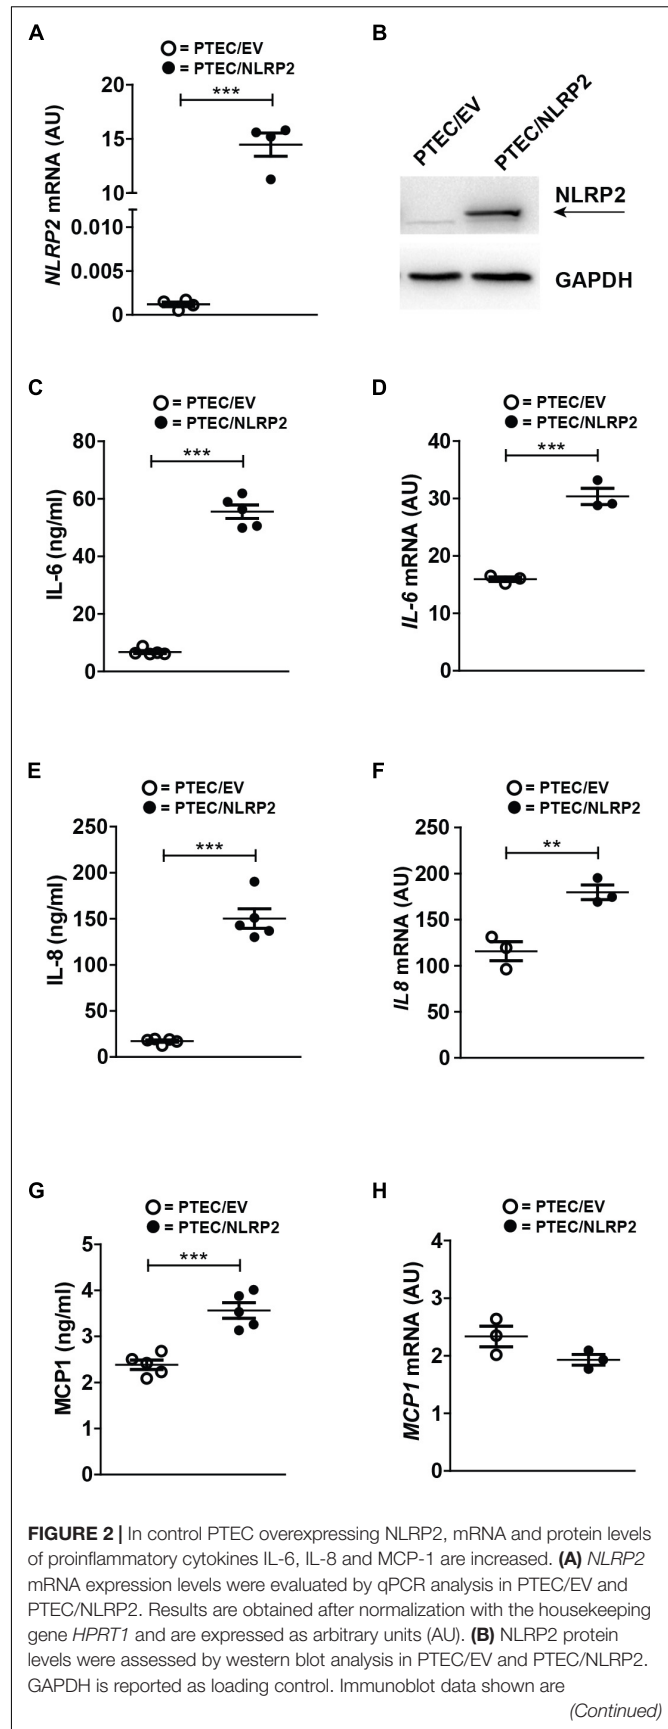 A
O = PTEC/EV
● = PTEC/NLRP2
***
20
15
10
0.010
0.005
0
NLRP2 mRNA (AU)
B
PTEC/EV
PTEC/NLRP2
NLRP2
GAPDH
C
O = PTEC/EV
● = PTEC/NLRP2
***
80
60
40
20
0
IL-6 (ng/ml)
D
O = PTEC/EV
● = PTEC/NLRP2
***
40
30
20
10
0
IL-6 mRNA (AU)
E
O = PTEC/EV
● = PTEC/NLRP2
***
250
200
150
100
50
0
IL-8 (ng/ml)
F
O = PTEC/EV
● = PTEC/NLRP2
**
250
200
150
100
50
0
IL8 mRNA (AU)
G
O = PTEC/EV
● = PTEC/NLRP2
***
5
4
3
2
1
0
MCP1 (ng/ml)
H
O = PTEC/EV
● = PTEC/NLRP2
4
3
2
1
0
MCP1 mRNA (AU)
FIGURE 2 | In control PTEC overexpressing NLRP2, mRNA and protein levels
of proinflammatory cytokines IL-6, IL-8 and MCP-1 are increased. (A) NLRP2
mRNA expression levels were evaluated by qPCR analysis in PTEC/EV and
PTEC/NLRP2. Results are obtained after normalization with the housekeeping
gene HPRT1 and are expressed as arbitrary units (AU). (B) NLRP2 protein
levels were assessed by western blot analysis in PTEC/EV and PTEC/NLRP2.
GAPDH is reported as loading control. Immunoblot data shown are
(Continued)